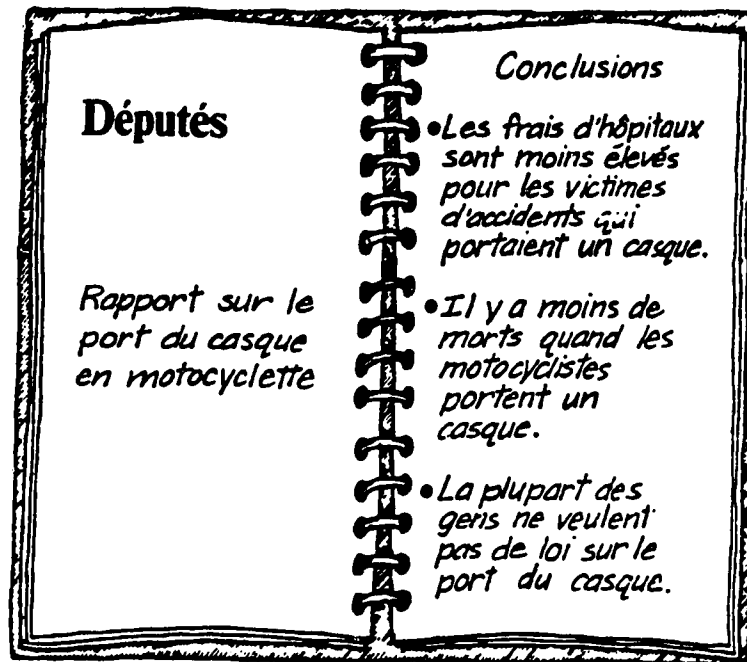 Députés
Rapport sur le
port du casque
en motocyclette
Conclusions
•Les frais d'hôpitaux
sont moins élevés
pour les victimes
d'accidents qui
portaient un casque.
•Il y a moins de
morts quand les
motocyclistes
portent un
casque.
•La plupart des
gens ne veulent
pas de loi sur le
port du casque.